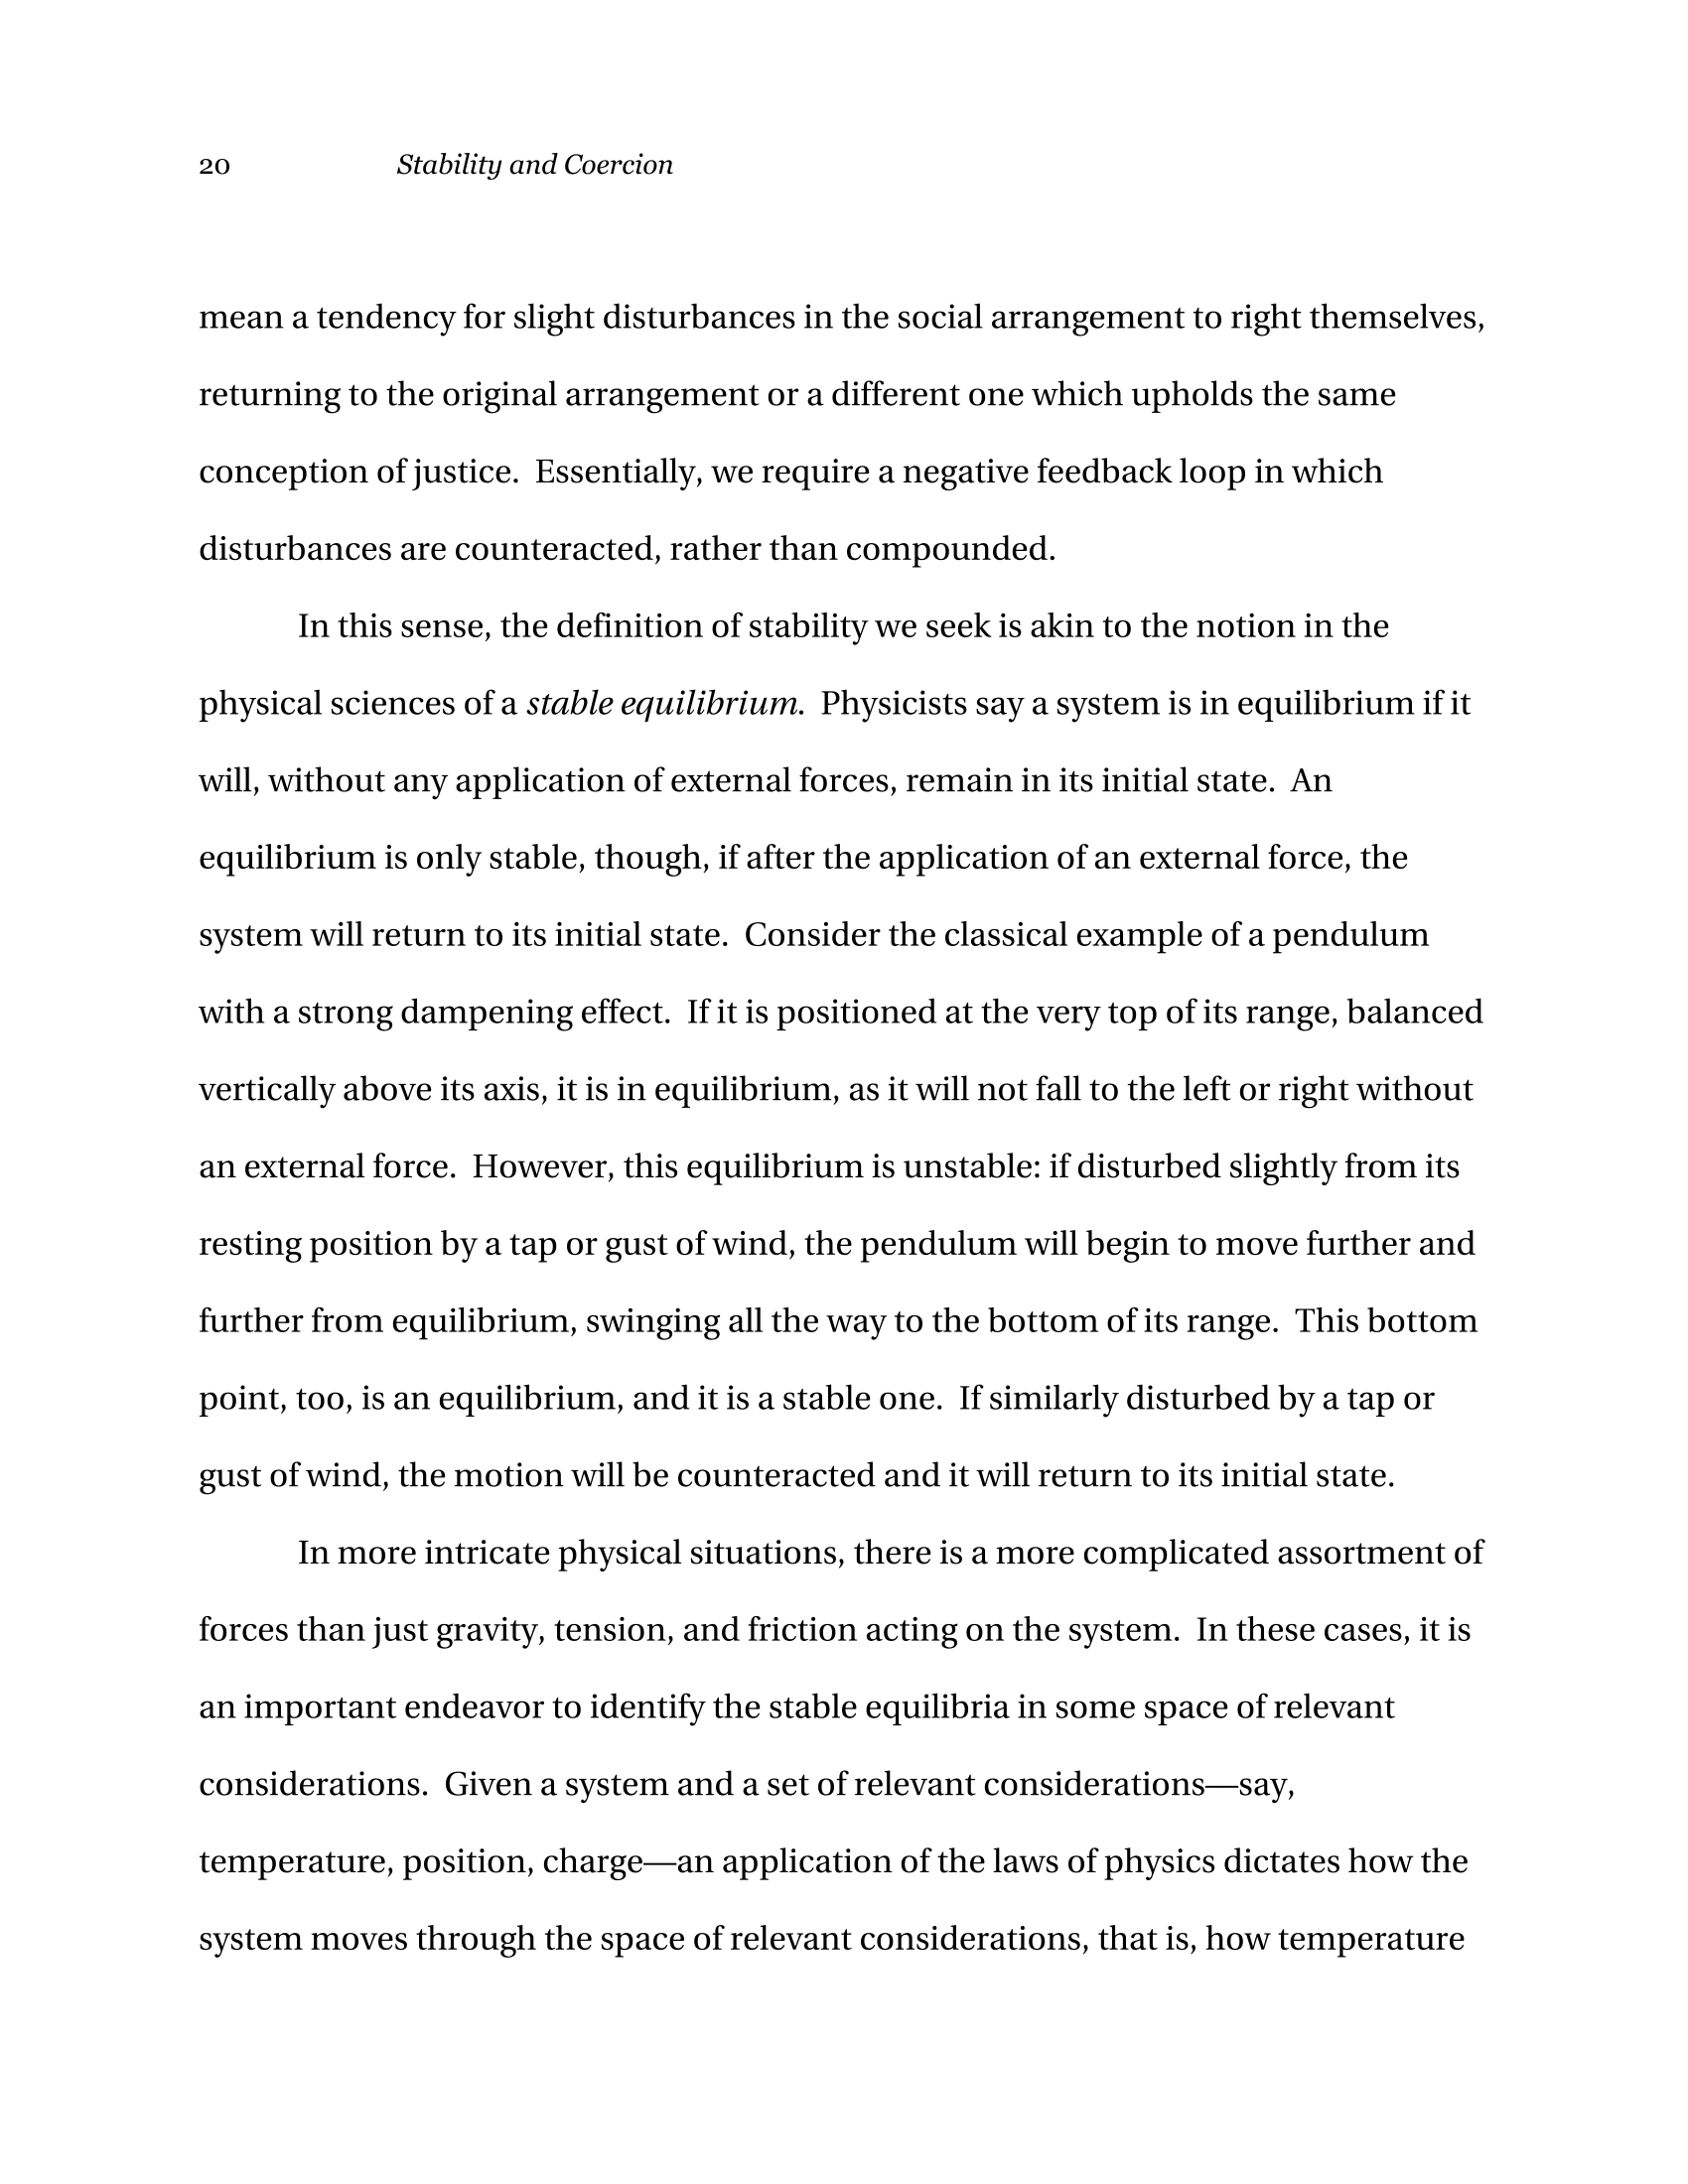 20 Stability and Coercion
mean a tendency for slight disturbances in the social arrangement to right themselves,
returning to the original arrangement or a different one which upholds the same
conception of justice.  Essentially, we require a negative feedback loop in which
disturbances are counteracted, rather than compounded.
In this sense, the definition of stability we seek is akin to the notion in the
physical sciences of a stable equilibrium.  Physicists say a system is in equilibrium if it
will, without any application of external forces, remain in its initial state.  An
equilibrium is only stable, though, if after the application of an external force, the
system will return to its initial state.  Consider the classical example of a pendulum
with a strong dampening effect.  If it is positioned at the very top of its range, balanced
vertically above its axis, it is in equilibrium, as it will not fall to the left or right without
an external force.  However, this equilibrium is unstable: if disturbed slightly from its
resting position by a tap or gust of wind, the pendulum will begin to move further and
further from equilibrium, swinging all the way to the bottom of its range.  This bottom
point, too, is an equilibrium, and it is a stable one.  If similarly disturbed by a tap or
gust of wind, the motion will be counteracted and it will return to its initial state.
In more intricate physical situations, there is a more complicated assortment of
forces than just gravity, tension, and friction acting on the system.  In these cases, it is
an important endeavor to identify the stable equilibria in some space of relevant
considerations.  Given a system and a set of relevant considerations—say,
temperature, position, charge—an application of the laws of physics dictates how the
system moves through the space of relevant considerations, that is, how temperature